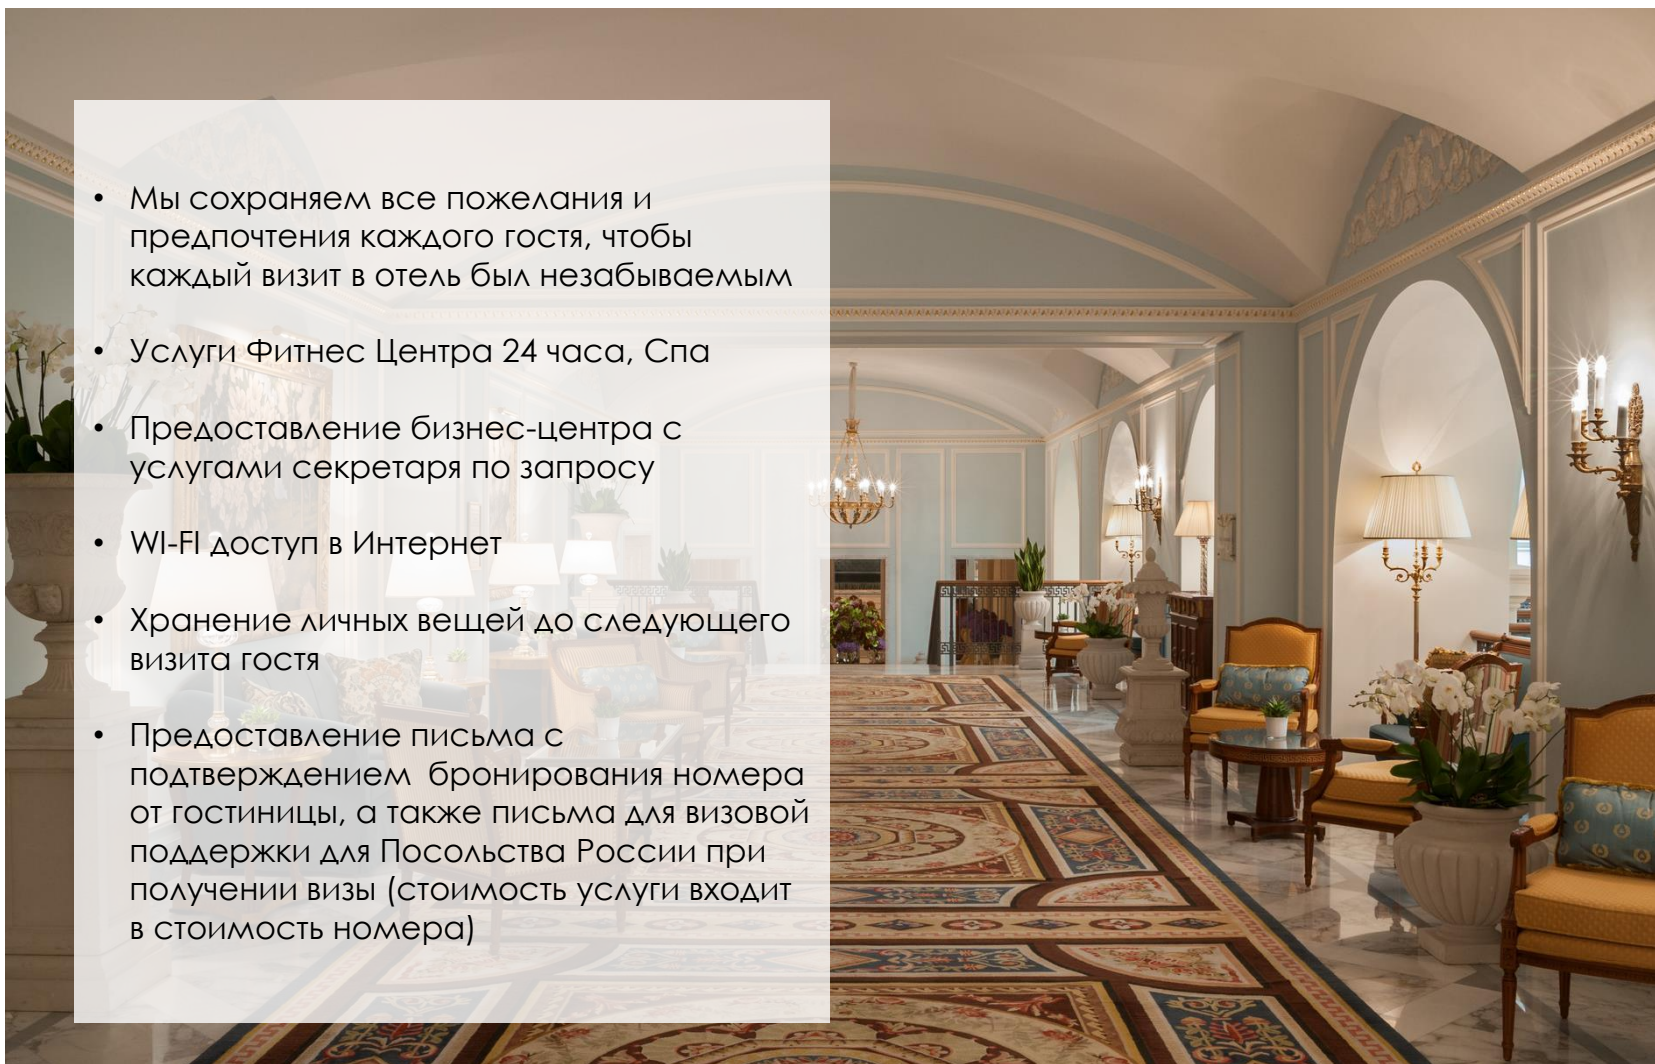 • Мы сохраняем все пожелания и
предпочтения каждого гостя, чтобы
каждый визит в отель был незабываемым
• Услуги Фитнес Центра 24 часа, Спа
• Предоставление бизнес-центра с
услугами секретаря по запросу
• WI-FI доступ в Интернет
• Хранение личных вещей до следующего
визита гостя
• Предоставление письма с
подтверждением  бронирования номера
от гостиницы, а также письма для визовой
поддержки для Посольства России при
получении визы (стоимость услуги входит
в стоимость номера)